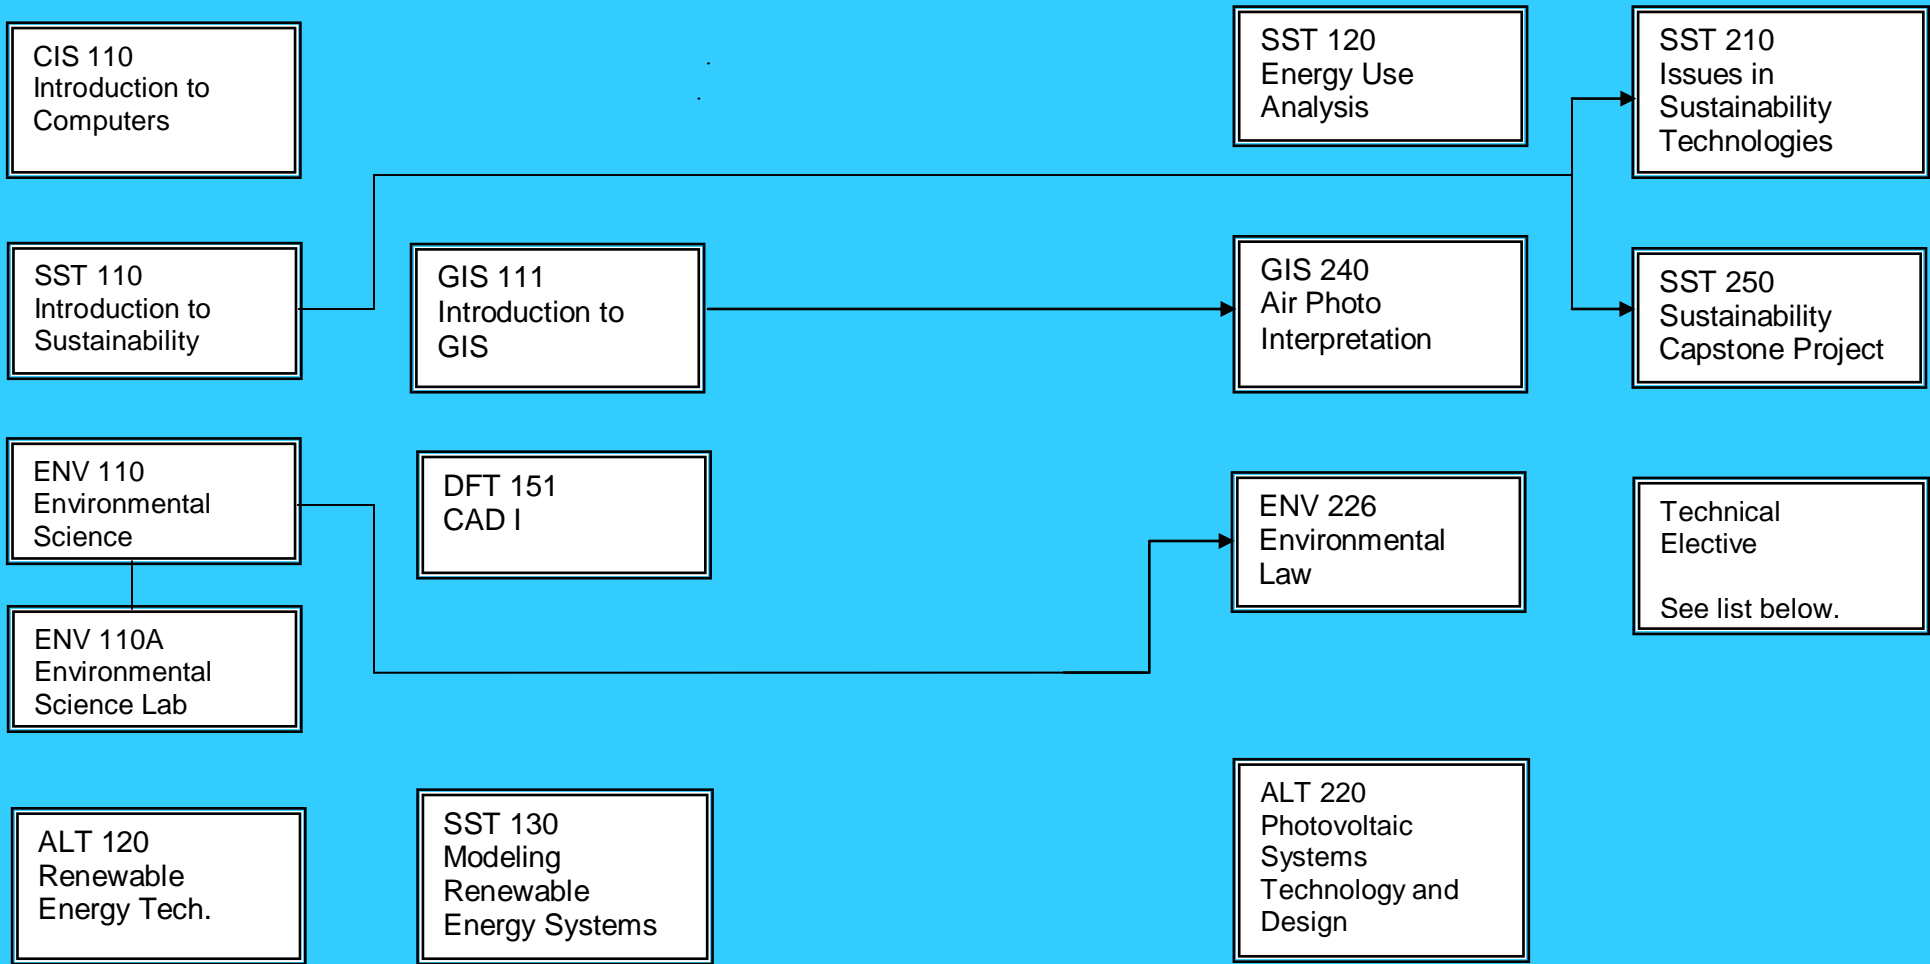 CIS 110
Introduction to
Computers
SST 120
Energy Use
Analysis
SST 210
Issues in
Sustainability
Technologies
SST 110
Introduction to
Sustainability
GIS 111
Introduction to
GIS
GIS 240
Air Photo
Interpretation
SST 250
Sustainability
Capstone Project
ENV 110
Environmental
Science
DFT 151
CAD I
ENV 226
Environmental
Law
Technical
Elective
See list below.
ENV 110A
Environmental
Science Lab
ALT 120
Renewable
Energy Tech.
SST 130
Modeling
Renewable
Energy Systems
ALT 220
Photovoltaic
Systems
Technology and
Design